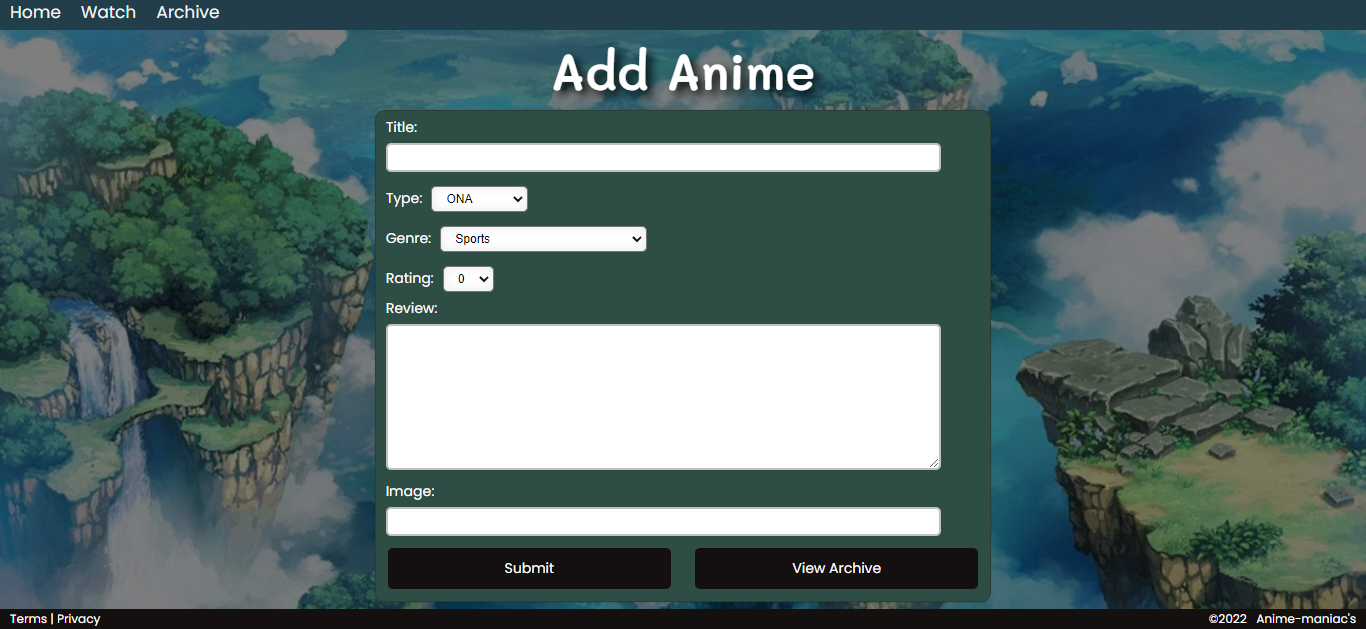 Home Watch Archive
Add Anime
Title:
Type: ONA
Genre: Sports
Rating: 0
Review:
Image:
Submit View Archive
Terms | Privacy ©2022 Anime-maniac's